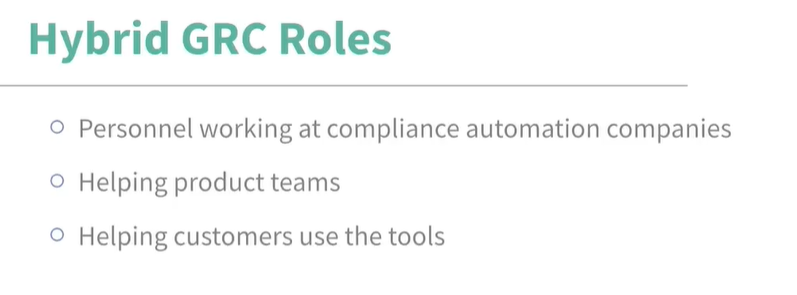 Hybrid GRC Roles
Personnel working at compliance automation companies
Helping product teams
Helping customers use the tools